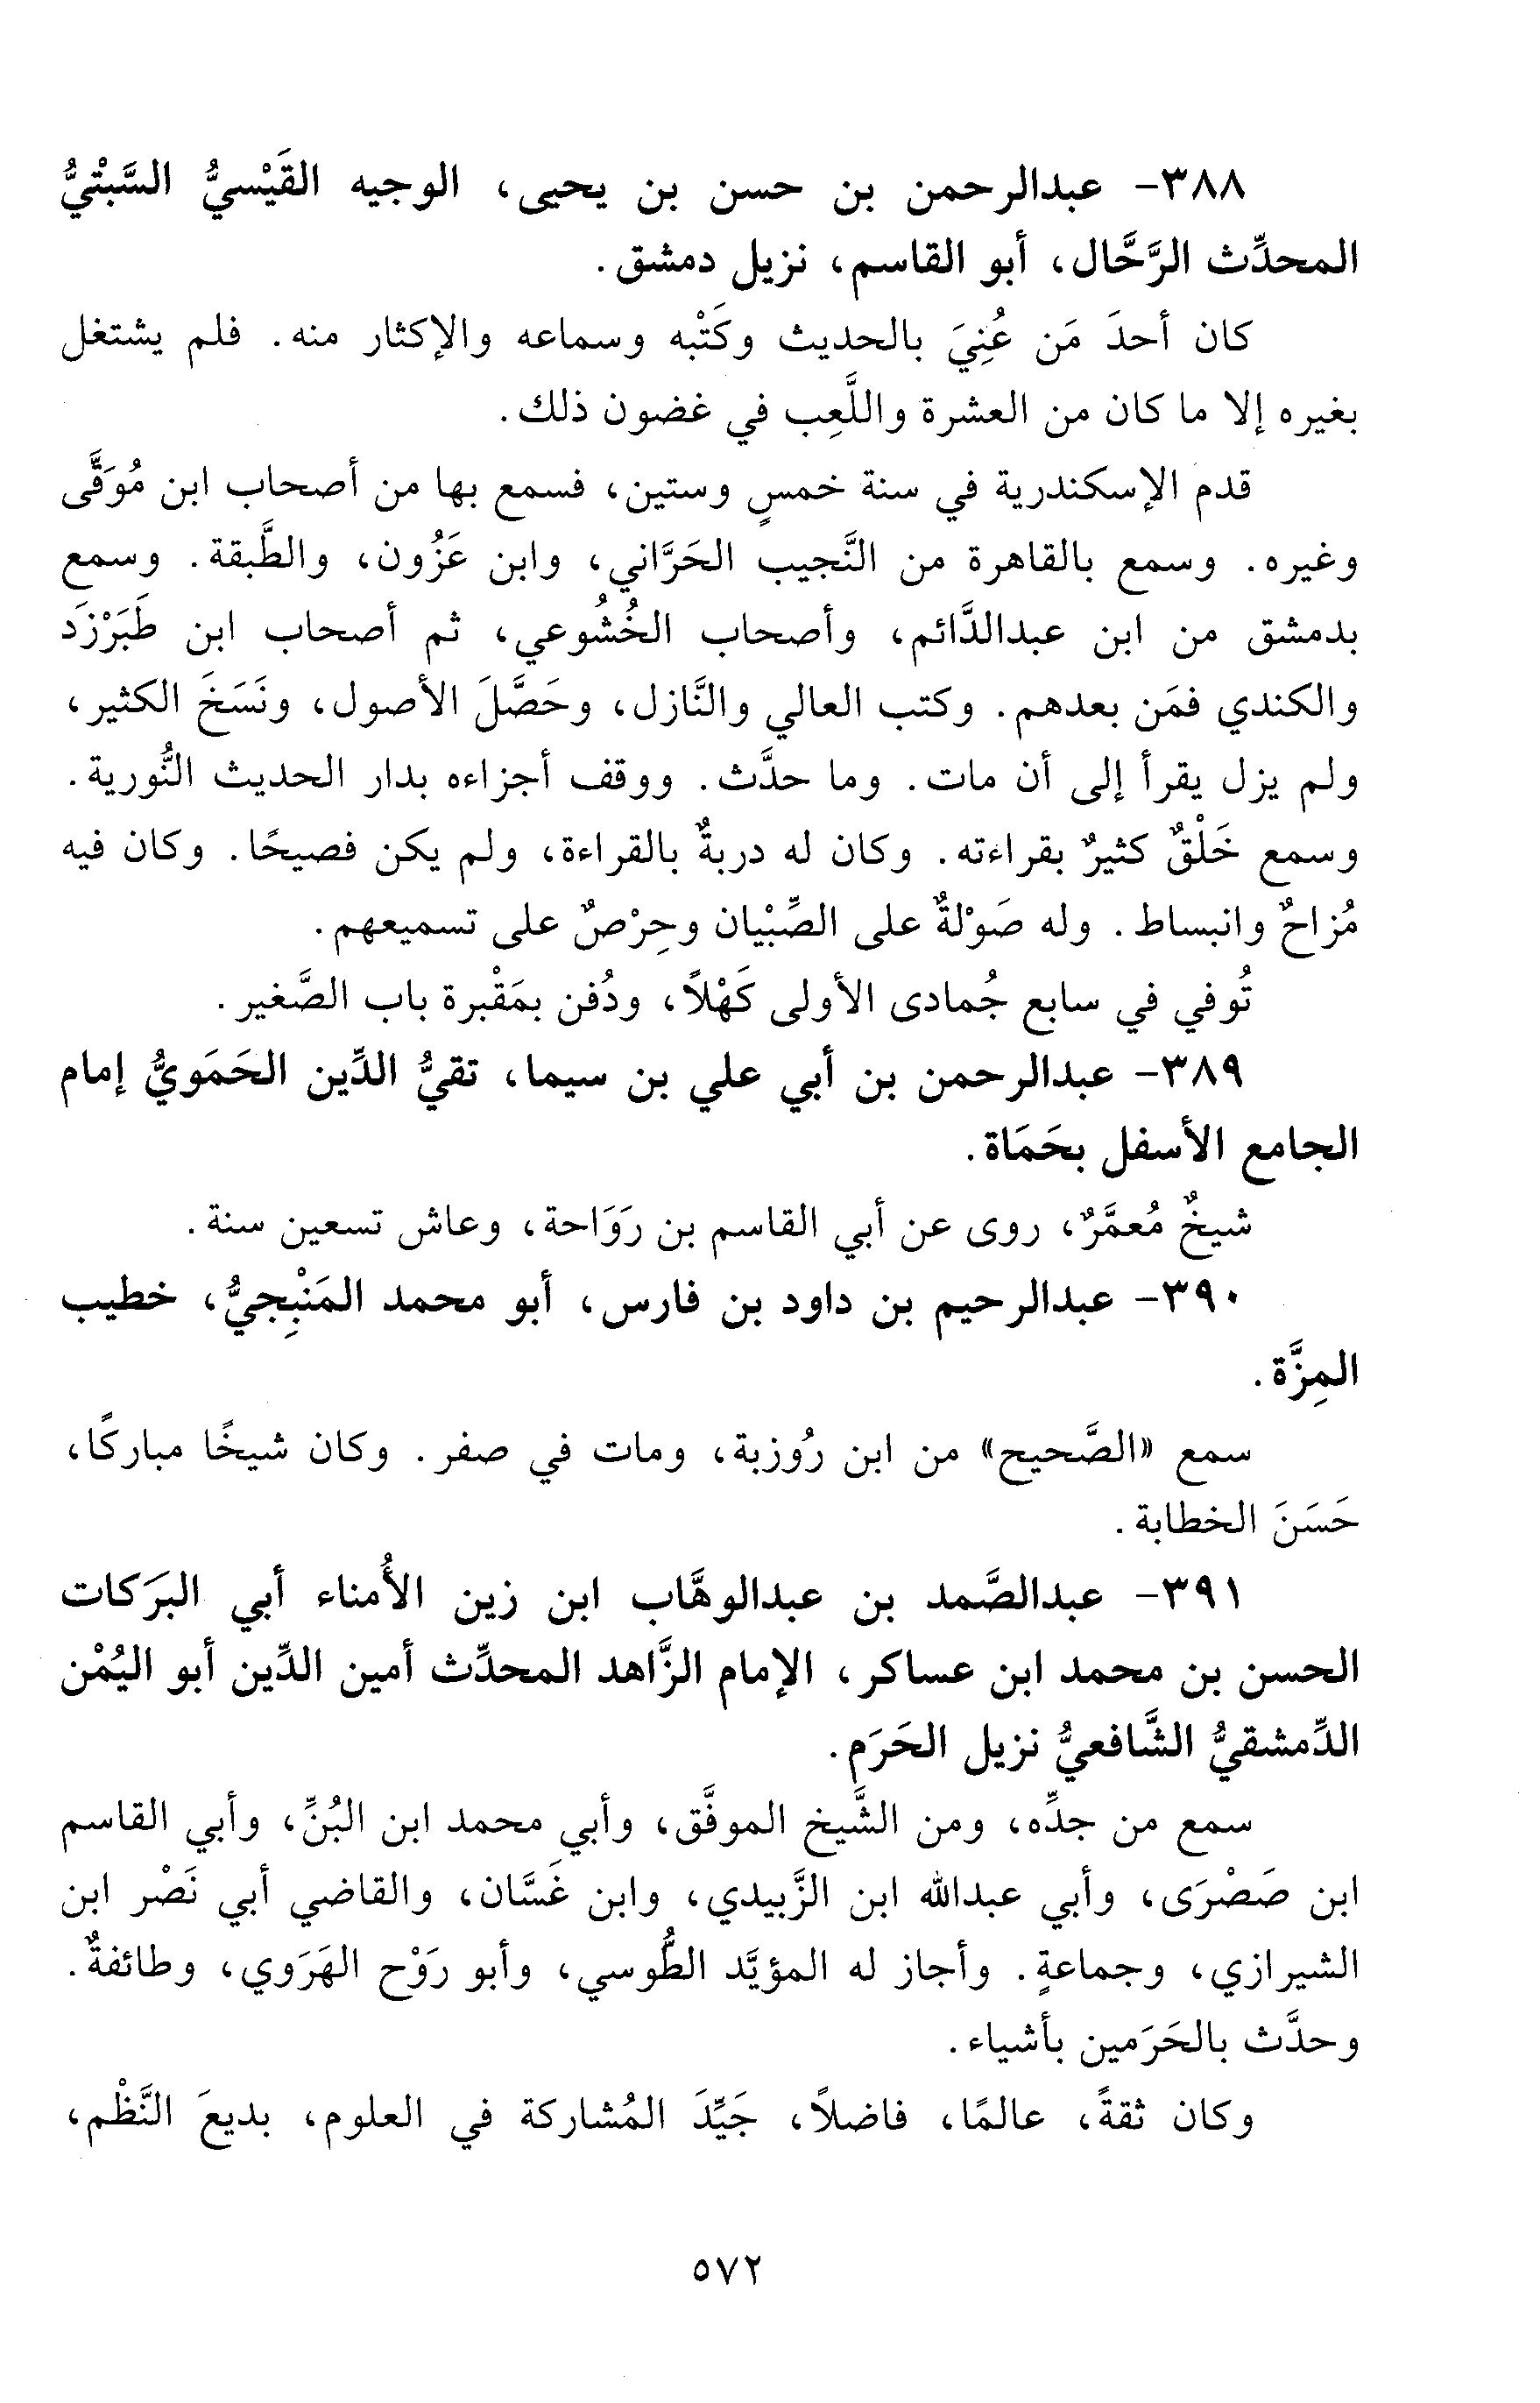 ٣٨٨- عبدالرحمن بن حسن بن يحيى، الوجيه القَيْسيُّ السَّبْتيُّ
المحدِّث الرَّحَّال، أبو القاسم، نزيل دمشق.
كان أحدَ مَن عُنِيَ بالحديث وكَتْبه وسماعه والإكثار منه. فلم يشتغل
بغيره إلا ما كان من العشرة واللَّعِب في غضون ذلك.
قدم الإسكندرية في سنة خمسٍ وستين، فسمع بها من أصحاب ابن مُوَقَّى
وغيره. وسمع بالقاهرة من النَّجيب الحَرَّاني، وابن عَزُون، والطَّبقة. وسمع
بدمشق من ابن عبدالدَّائم، وأصحاب الخُشُوعي، ثم أصحاب ابن طَبَرْزَد
والكندي فمَن بعدهم. وكتب العالي والنَّازل، وحَصَّلَ الأصول، ونَسَخَ الكثير،
ولم يزل يقرأ إلى أن مات. وما حدَّث. ووقف أجزاءه بدار الحديث النُّورية.
وسمع خَلْقٌ كثيرٌ بقراءته. وكان له دربةٌ بالقراءة، ولم يكن فصيحًا. وكان فيه
مُزاحٌ وانبساط. وله صَوْلةٌ على الصِّبْيان وحِرْصٌ على تسميعهم.
تُوفي في سابع جُمادى الأولى كَهْلاً، ودُفن بمَقْبرة باب الصَّغير.
٣٨٩- عبدالرحمن بن أبي علي بن سيما، تقيُّ الدِّين الحَمَويُّ إمام
الجامع الأسفل بحَمَاة.
شيخٌ مُعمَّرٌ، روى عن أبي القاسم بن رَوَاحة، وعاش تسعين سنة.
٣٩٠- عبدالرحيم بن داود بن فارس، أبو محمد المَنْبِجيُّ، خطيب
المِزَّة.
سمع «الصَّحيح» من ابن رُوزبة، ومات في صفر. وكان شيخًا مباركًا،
حَسَنَ الخطابة.
٣٩١- عبدالصَّمد بن عبدالوهَّاب ابن زين الأُمناء أبي البَركات
الحسن بن محمد ابن عساكر، الإمام الزَّاهد المحدِّث أمين الدِّين أبو اليُمْن
الدِّمشقيُّ الشَّافعيُّ نزيل الحَرَم.
سمع من جدِّه، ومن الشَّيخ الموفَّق، وأبي محمد ابن البُنِّ، وأبي القاسم
ابن صَصْرَى، وأبي عبدالله ابن الزَّبيدي، وابن غَسَّان، والقاضي أبي نَصْر ابن
الشيرازي، وجماعةٍ. وأجاز له المؤيَّد الطُّوسي، وأبو رَوْح الهَرَوي، وطائفةٌ.
وحدَّث بالحَرَمين بأشياء.
وكان ثقةً، عالمًا، فاضلاً، جَيِّدَ المُشاركة في العلوم، بديعَ النَّظْم،
٥٧٢